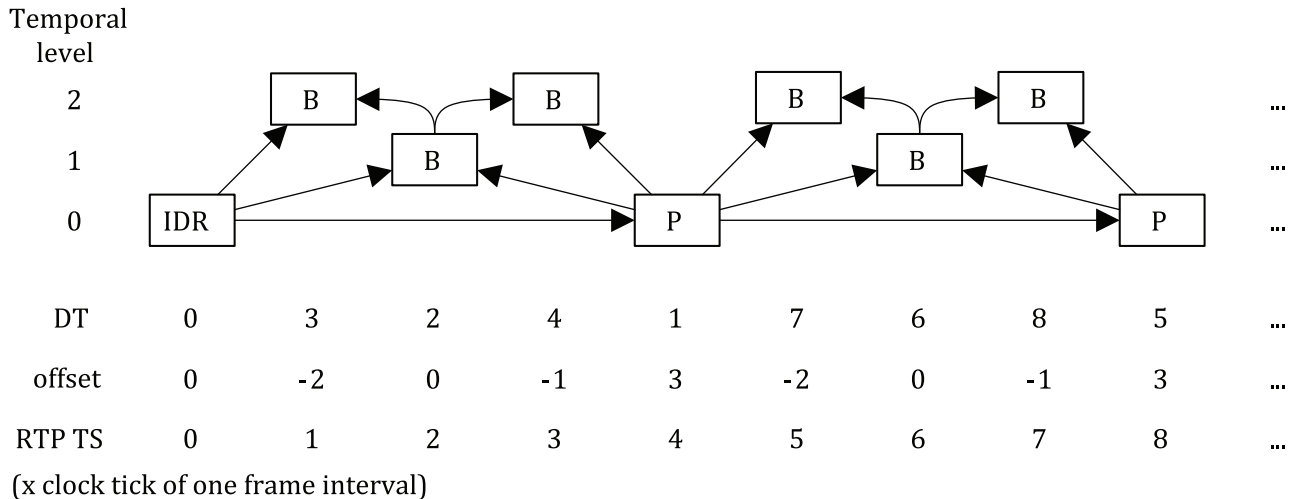 Temporal
level
2 B B B B ...
1 B B ...
0 IDR P P ...
DT 0 3 2 4 1 7 6 8 5 ...
offset 0 -2 0 -1 3 -2 0 -1 3 ...
RTP TS 0 1 2 3 4 5 6 7 8 ...
(x clock tick of one frame interval)